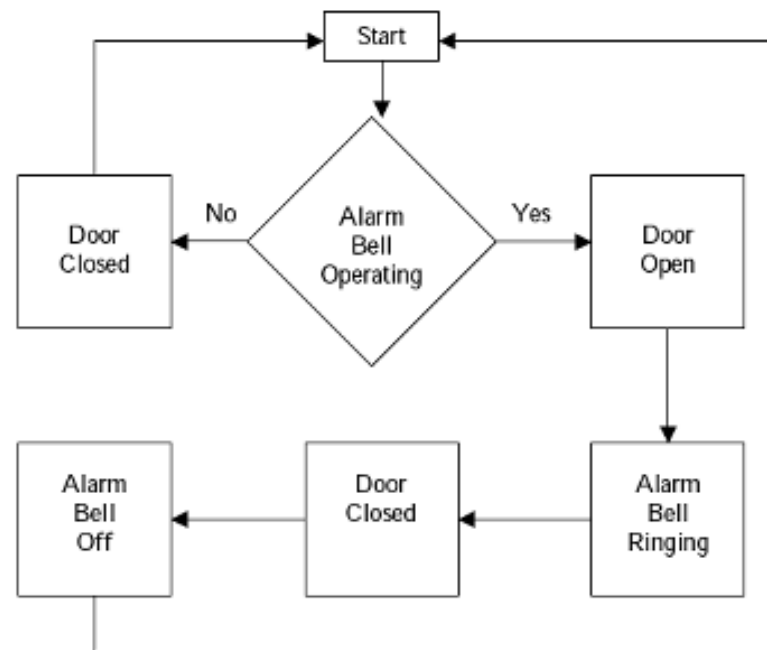 Start
No
Alarm
Bell
Operating
Yes
Door
Closed
Door
Open
Alarm
Bell
Off
Door
Closed
Alarm
Bell
Ringing